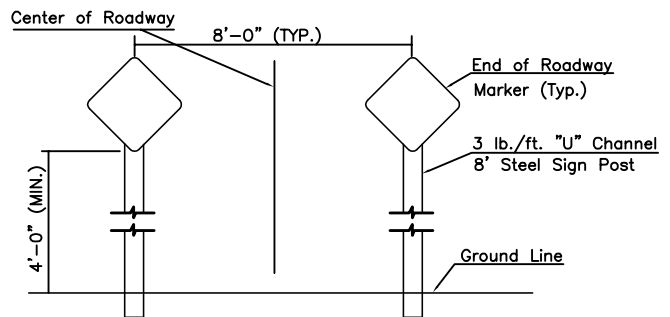 Center of Roadway
8'-0" (TYP.)
End of Roadway
Marker (Typ.)
3 lb./ft. "U" Channel
8' Steel Sign Post
4'-0" (MIN.)
Ground Line